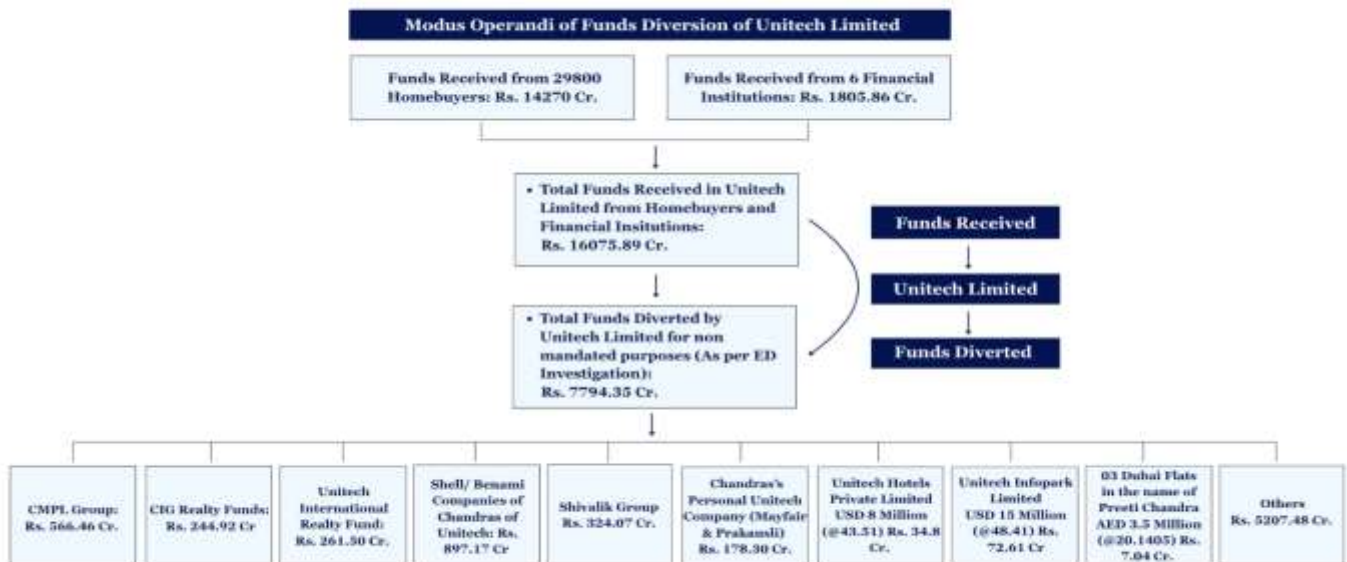 Modus Operandi of Funds Diversion of Unitech Limited
Funds Received from 29800
Homebuyers: Rs. 14270 Cr.
Funds Received from 6 Financial
Institutions: Rs. 1805.86 Cr.
• Total Funds Received in Unitech
Limited from Homebuyers and
Financial Insitutions:
Rs. 16075.89 Cr.
Funds Received
Unitech Limited
Funds Diverted
• Total Funds Diverted by
Unitech Limited for non
mandated purposes (As per ED
Investigation):
Rs. 7794.35 Cr.
CMPL Group:
Rs. 566.46 Cr.
CIG Realty Funds:
Rs. 244.92 Cr
Unitech
International
Realty Fund:
Rs. 261.50 Cr.
Shell/ Benami
Companies of
Chandras of
Unitech: Rs.
897.17 Cr
Shivalik Group
Rs. 324.07 Cr.
Chandras's
Personal Unitech
Company (Mayfair
& Prakausli)
Rs. 178.30 Cr.
Unitech Hotels
Private Limited
USD 8 Million
(@43.51) Rs. 34.8
Cr.
Unitech Infopark
Limited
USD 15 Million
(@48.41) Rs.
72.61 Cr
03 Dubai Flats
in the name of
Preeti Chandra
AED 3.5 Million
(@20.1405) Rs.
7.04 Cr.
Others
Rs. 5207.48 Cr.